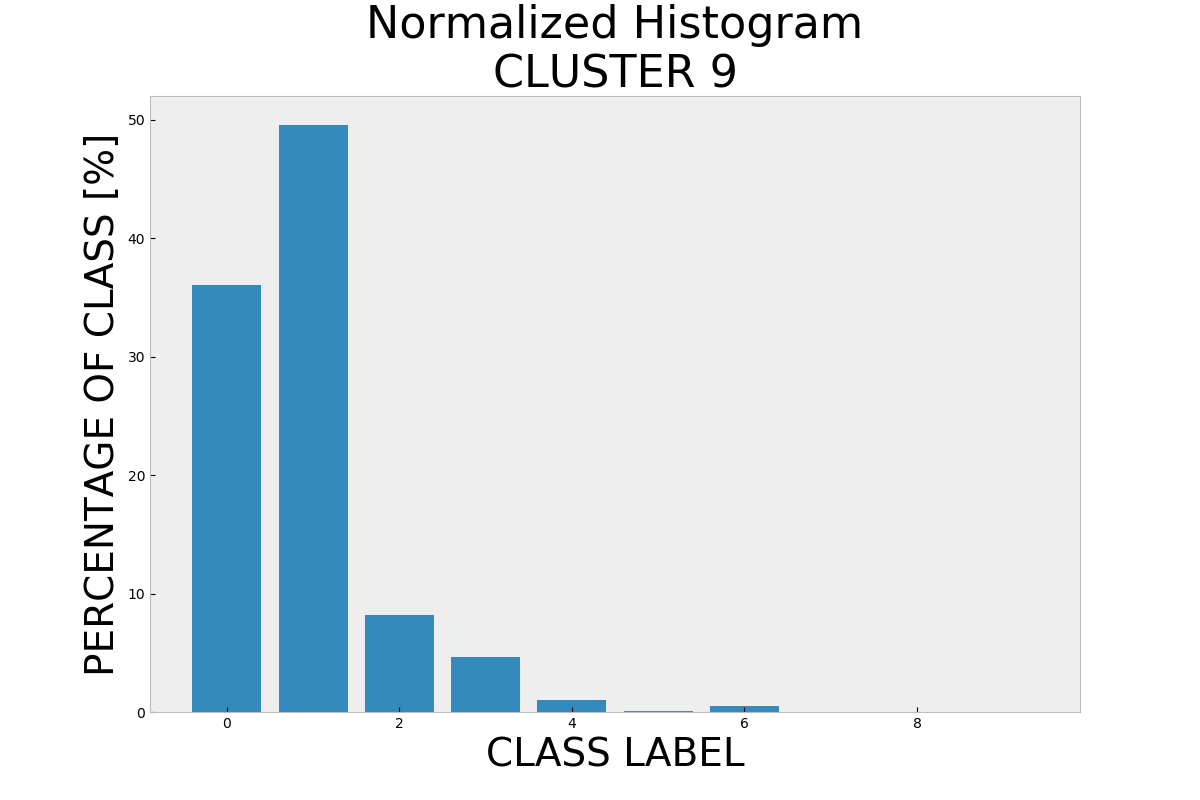 Normalized Histogram
CLUSTER 9
PERCENTAGE OF CLASS [%]
50
40
30
20
10
0
0 2 4 6 8
CLASS LABEL